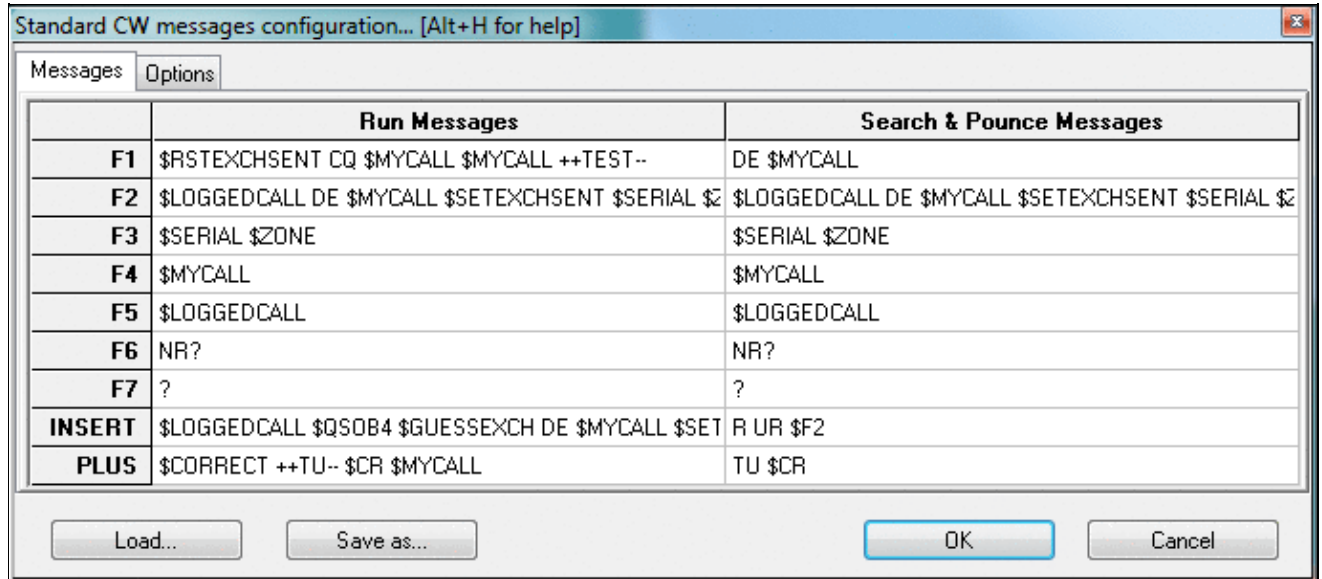 Standard CW messages configuration... [Alt+H for help]
Messages Options
Run Messages Search & Pounce Messages
F1 $RSTEXCHSENT CQ $MYCALL $MYCALL ++TEST-- DE $MYCALL
F2 $LOGGEDCALL DE $MYCALL $SETEXCHSENT $SERIAL $Z $LOGGEDCALL DE $MYCALL $SETEXCHSENT $SERIAL $Z
F3 $SERIAL $ZONE $SERIAL $ZONE
F4 $MYCALL $MYCALL
F5 $LOGGEDCALL $LOGGEDCALL
F6 NR? NR?
F7 ? ?
INSERT $LOGGEDCALL $QSOB4 $GUESSEXCH DE $MYCALL $SET R UR $F2
PLUS $CORRECT ++TU-- $CR $MYCALL TU $CR
Load... Save as... OK Cancel